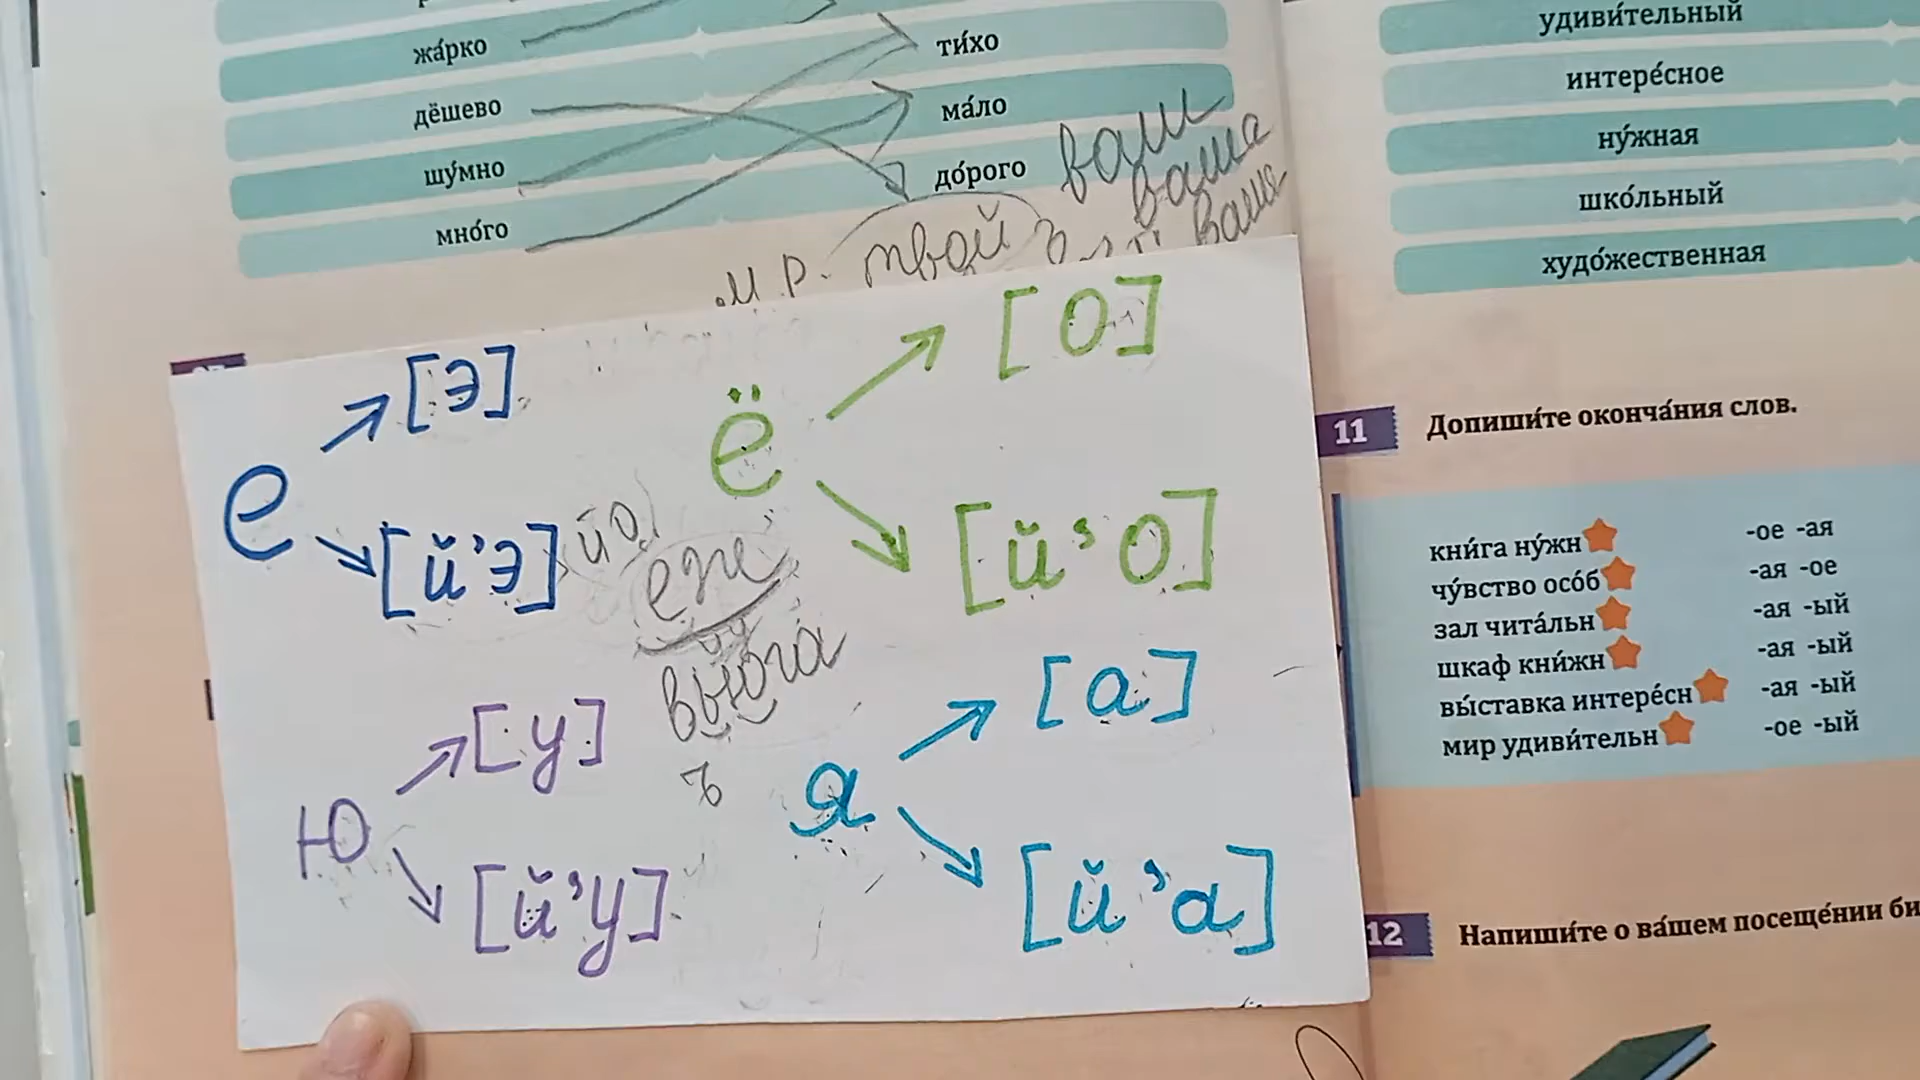 жа́рко
ти́хо
дёшево
ма́ло
шу́мно
до́рого
мно́го
ваш
ваша
м.р. твой
удиви́тельный
интере́сное
ну́жная
шко́льный
худо́жественная
е
[э]
[й'э]
ё
[о]
[й'о]
йо
еже
вьюга
ъ
ю
[у]
[й'у]
я
[а]
[й'а]
11 Допиши́те оконча́ния слов.
кни́га ну́жн -ое -ая
чу́вство осо́б -ая -ое
зал чита́льн -ая -ый
шкаф кни́жн -ая -ый
вы́ставка интере́сн -ая -ый
мир удиви́тельн -ое -ый
12 Напиши́те о ва́шем посеще́нии би